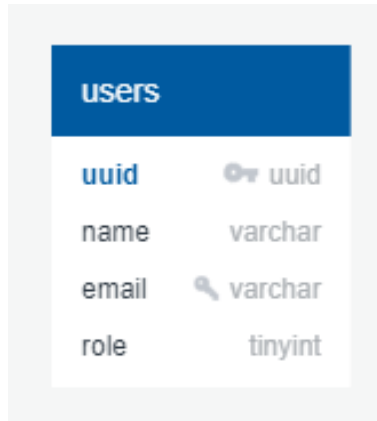 users
uuid uuid
name varchar
email varchar
role tinyint